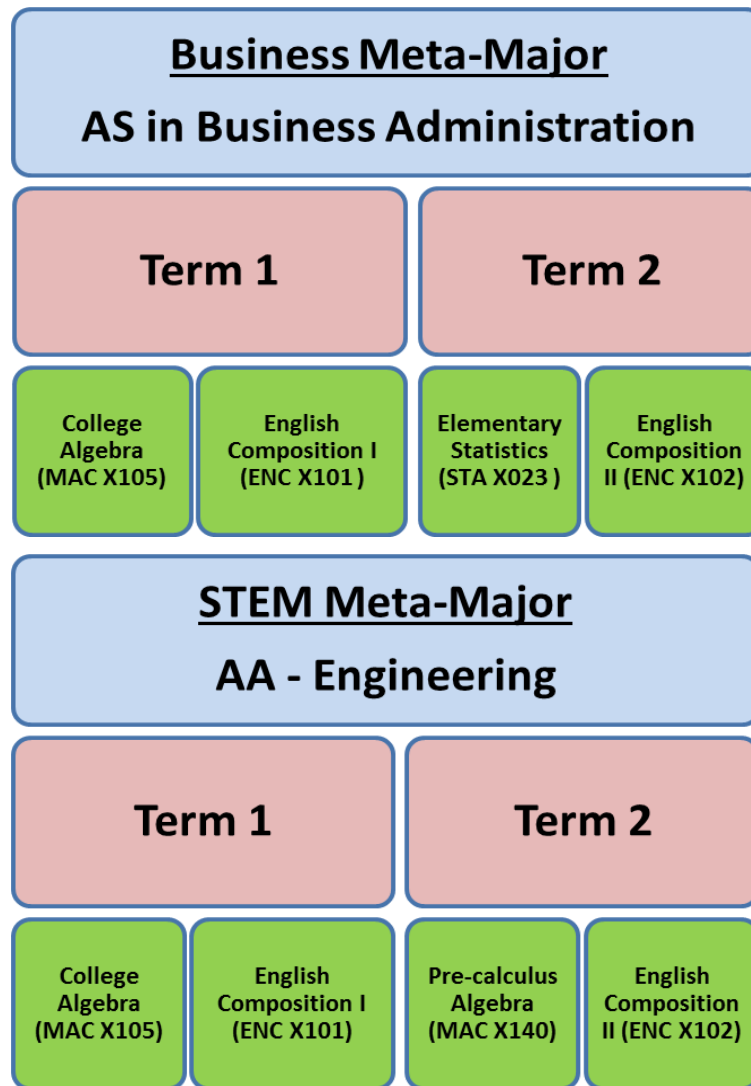 Business Meta-Major
AS in Business Administration
Term 1
Term 2
College
Algebra
(MAC X105)
English
Composition I
(ENC X101)
Elementary
Statistics
(STA X023 )
English
Composition
II (ENC X102)
STEM Meta-Major
AA - Engineering
Term 1
Term 2
College
Algebra
(MAC X105)
English
Composition I
(ENC X101)
Pre-calculus
Algebra
(MAC X140)
English
Composition
II (ENC X102)